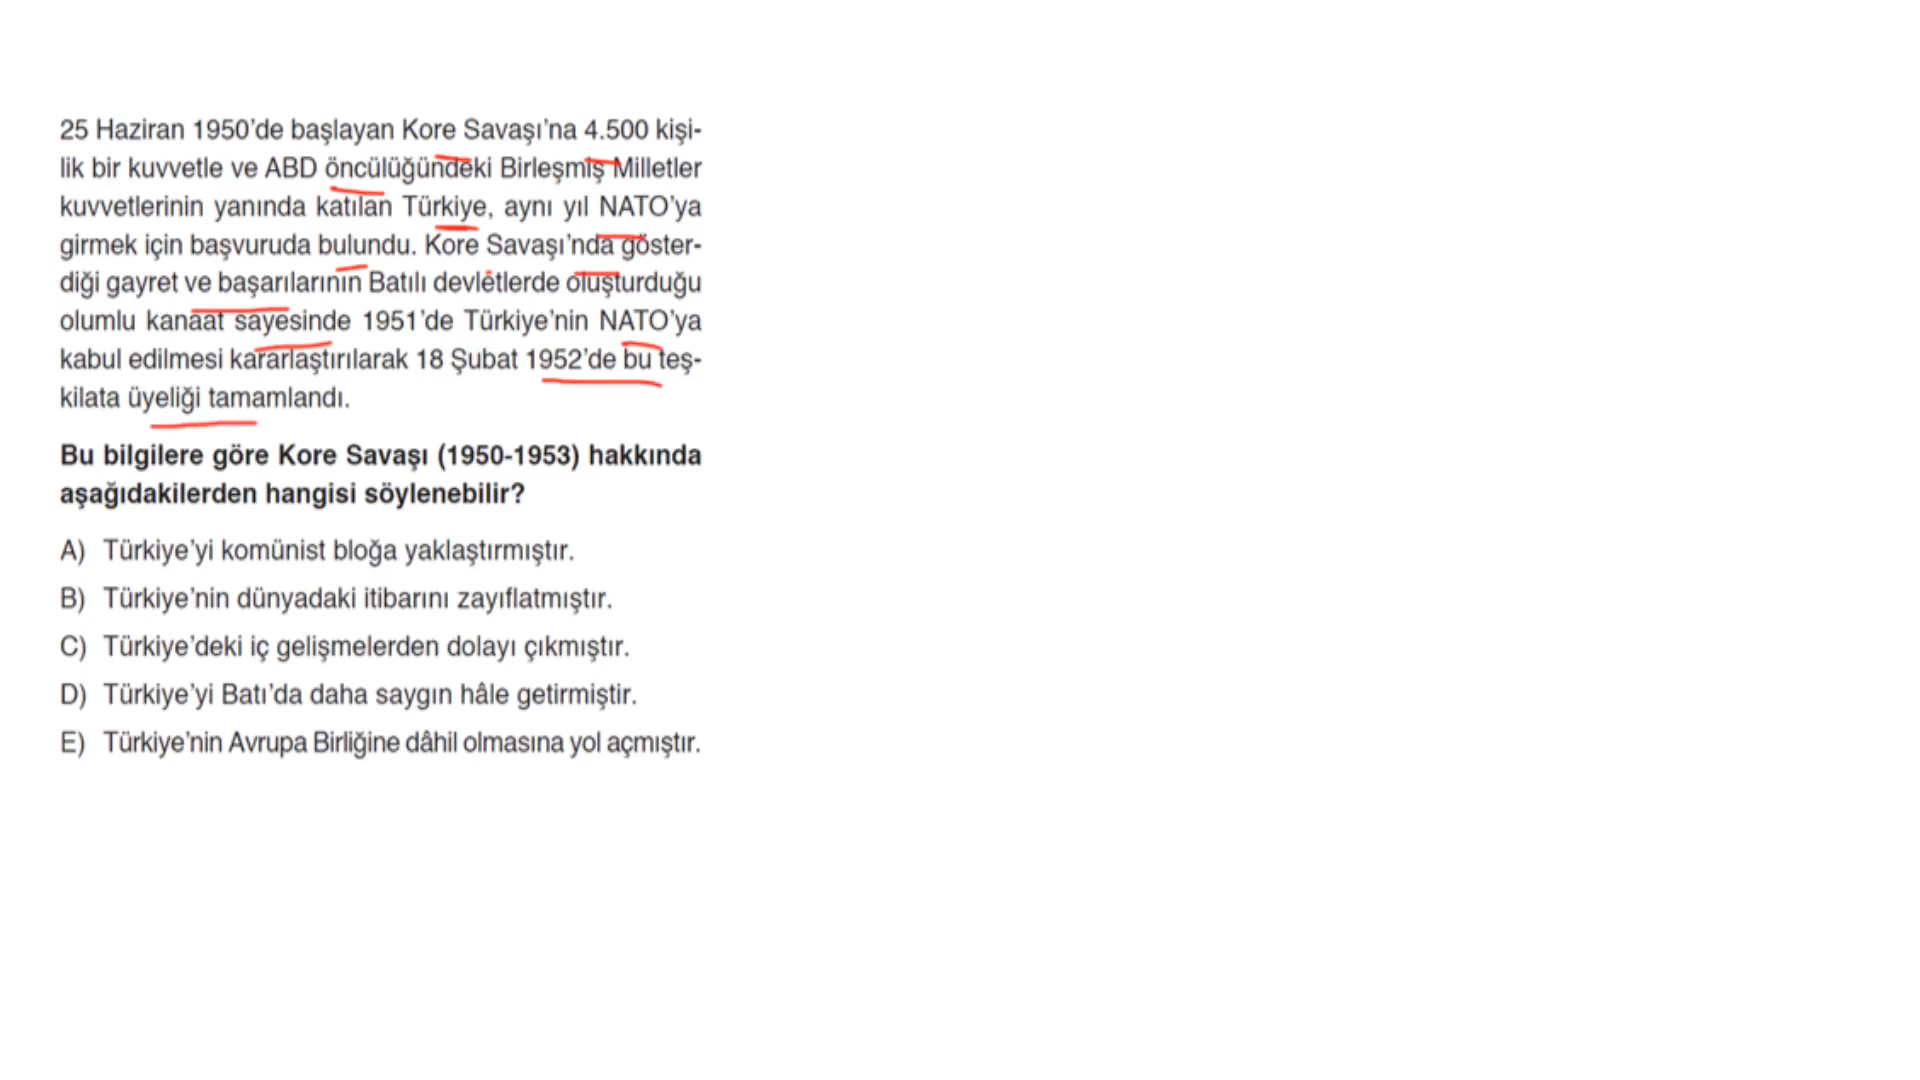 25 Haziran 1950’de başlayan Kore Savaşı’na 4.500 kişi-
lik bir kuvvetle ve ABD öncülüğündeki Birleşmiş Milletler
kuvvetlerinin yanında katılan Türkiye, aynı yıl NATO’ya
girmek için başvuruda bulundu. Kore Savaşı’nda göster-
diği gayret ve başarılarının Batılı devletlerde oluşturduğu
olumlu kanaat sayesinde 1951’de Türkiye’nin NATO’ya
kabul edilmesi kararlaştırılarak 18 Şubat 1952’de bu teş-
kilata üyeliği tamamlandı.
Bu bilgilere göre Kore Savaşı (1950-1953) hakkında
aşağıdakilerden hangisi söylenebilir?
A) Türkiye’yi komünist bloğa yaklaştırmıştır.
B) Türkiye’nin dünyadaki itibarını zayıflatmıştır.
C) Türkiye’deki iç gelişmelerden dolayı çıkmıştır.
D) Türkiye’yi Batı’da daha saygın hâle getirmiştir.
E) Türkiye’nin Avrupa Birliğine dâhil olmasına yol açmıştır.